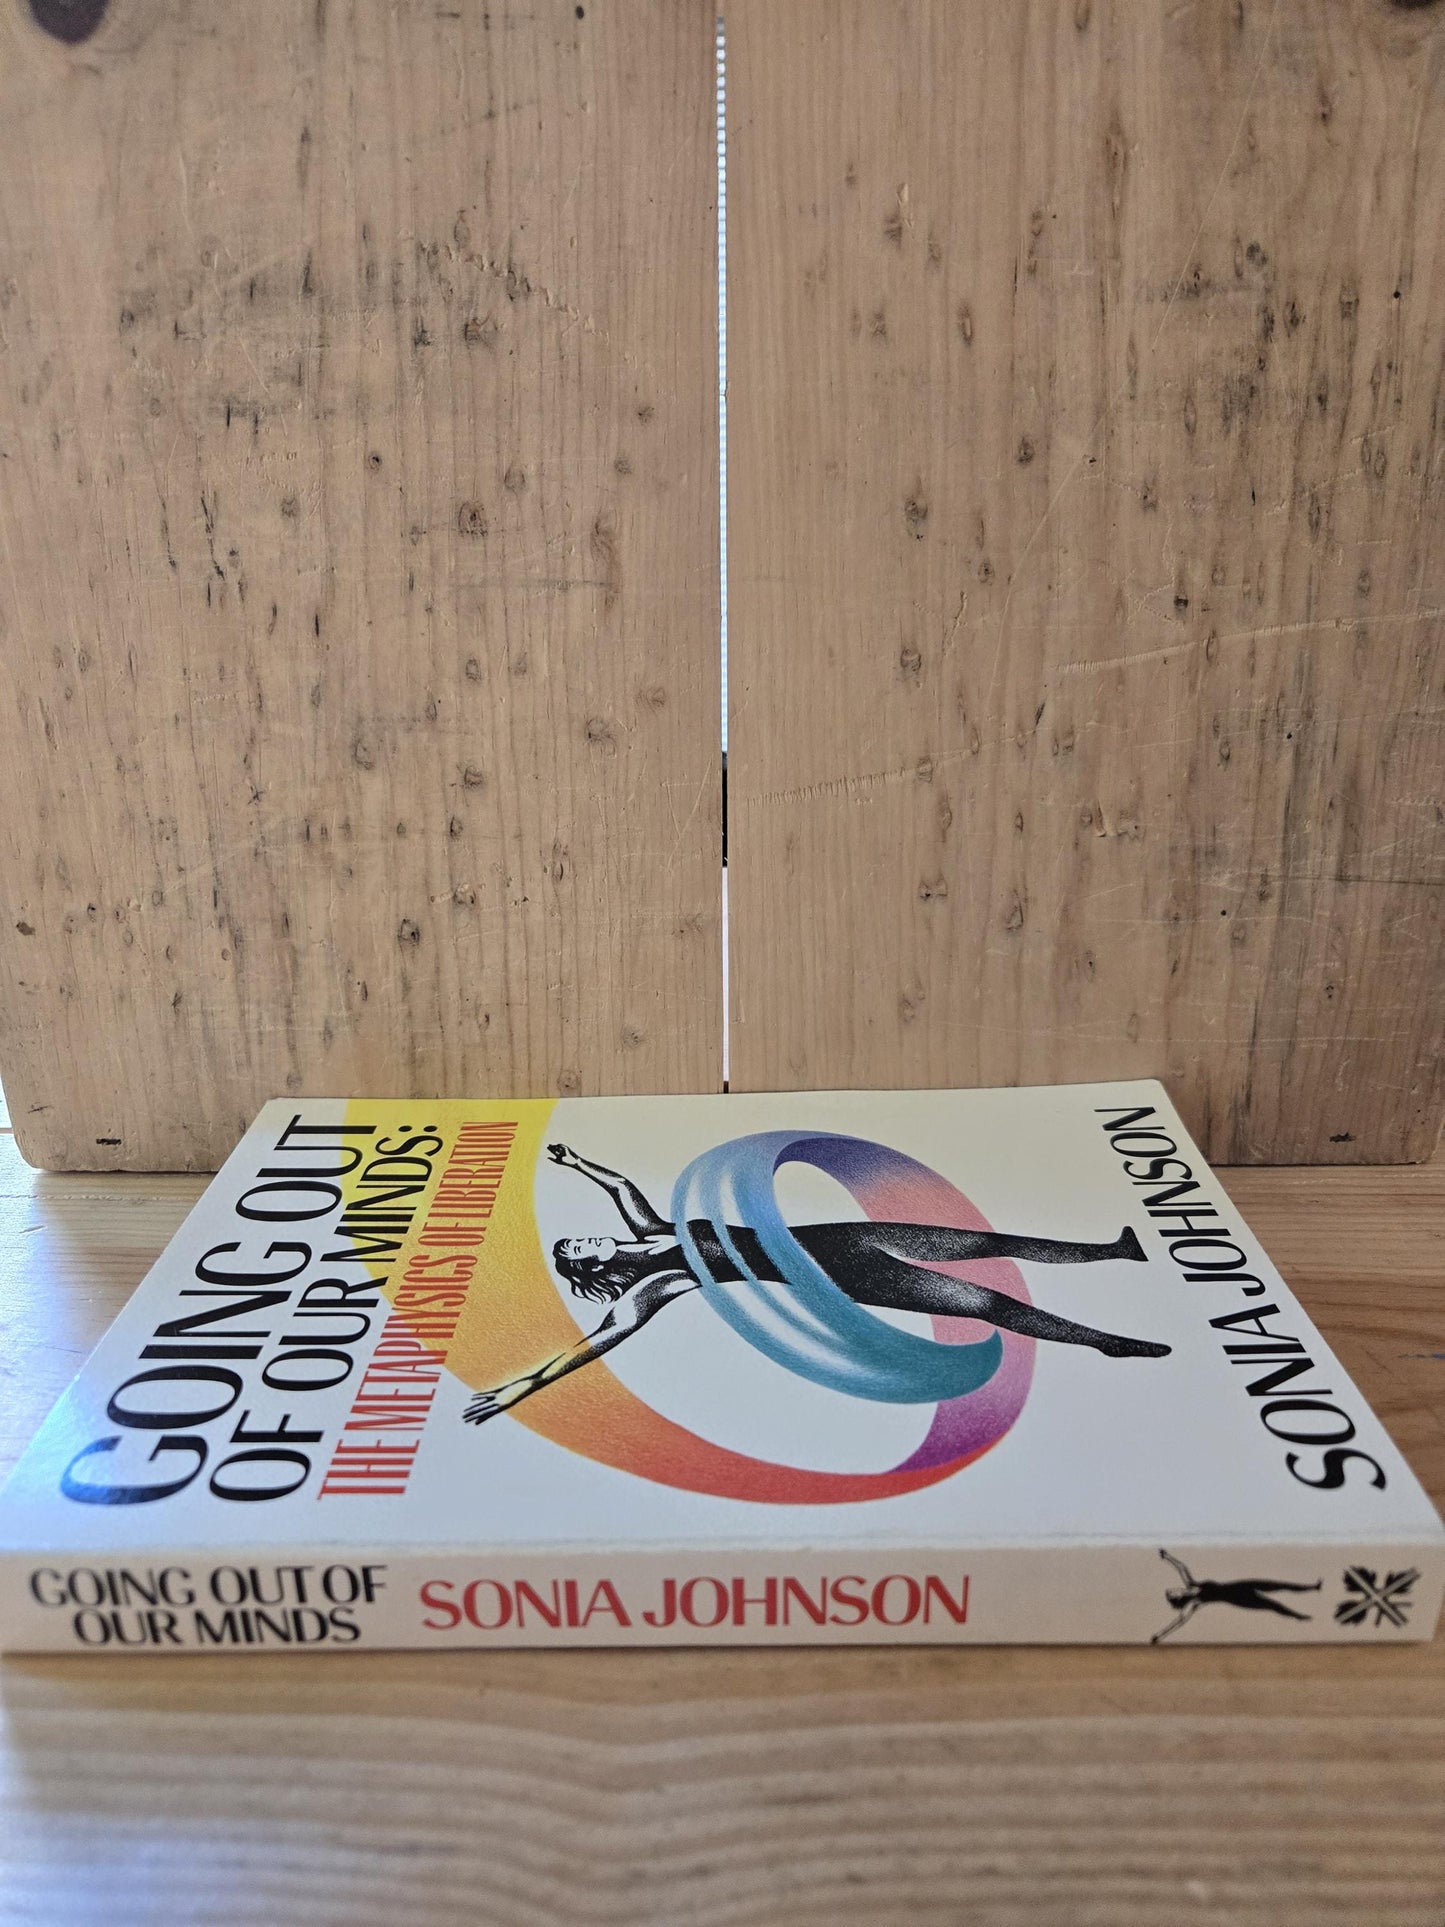 GOING OUT
OF OUR MINDS:
THE METAPHYSICS OF LIBERATION
SONIA JOHNSON
GOING OUT OF
OUR MINDS
SONIA JOHNSON